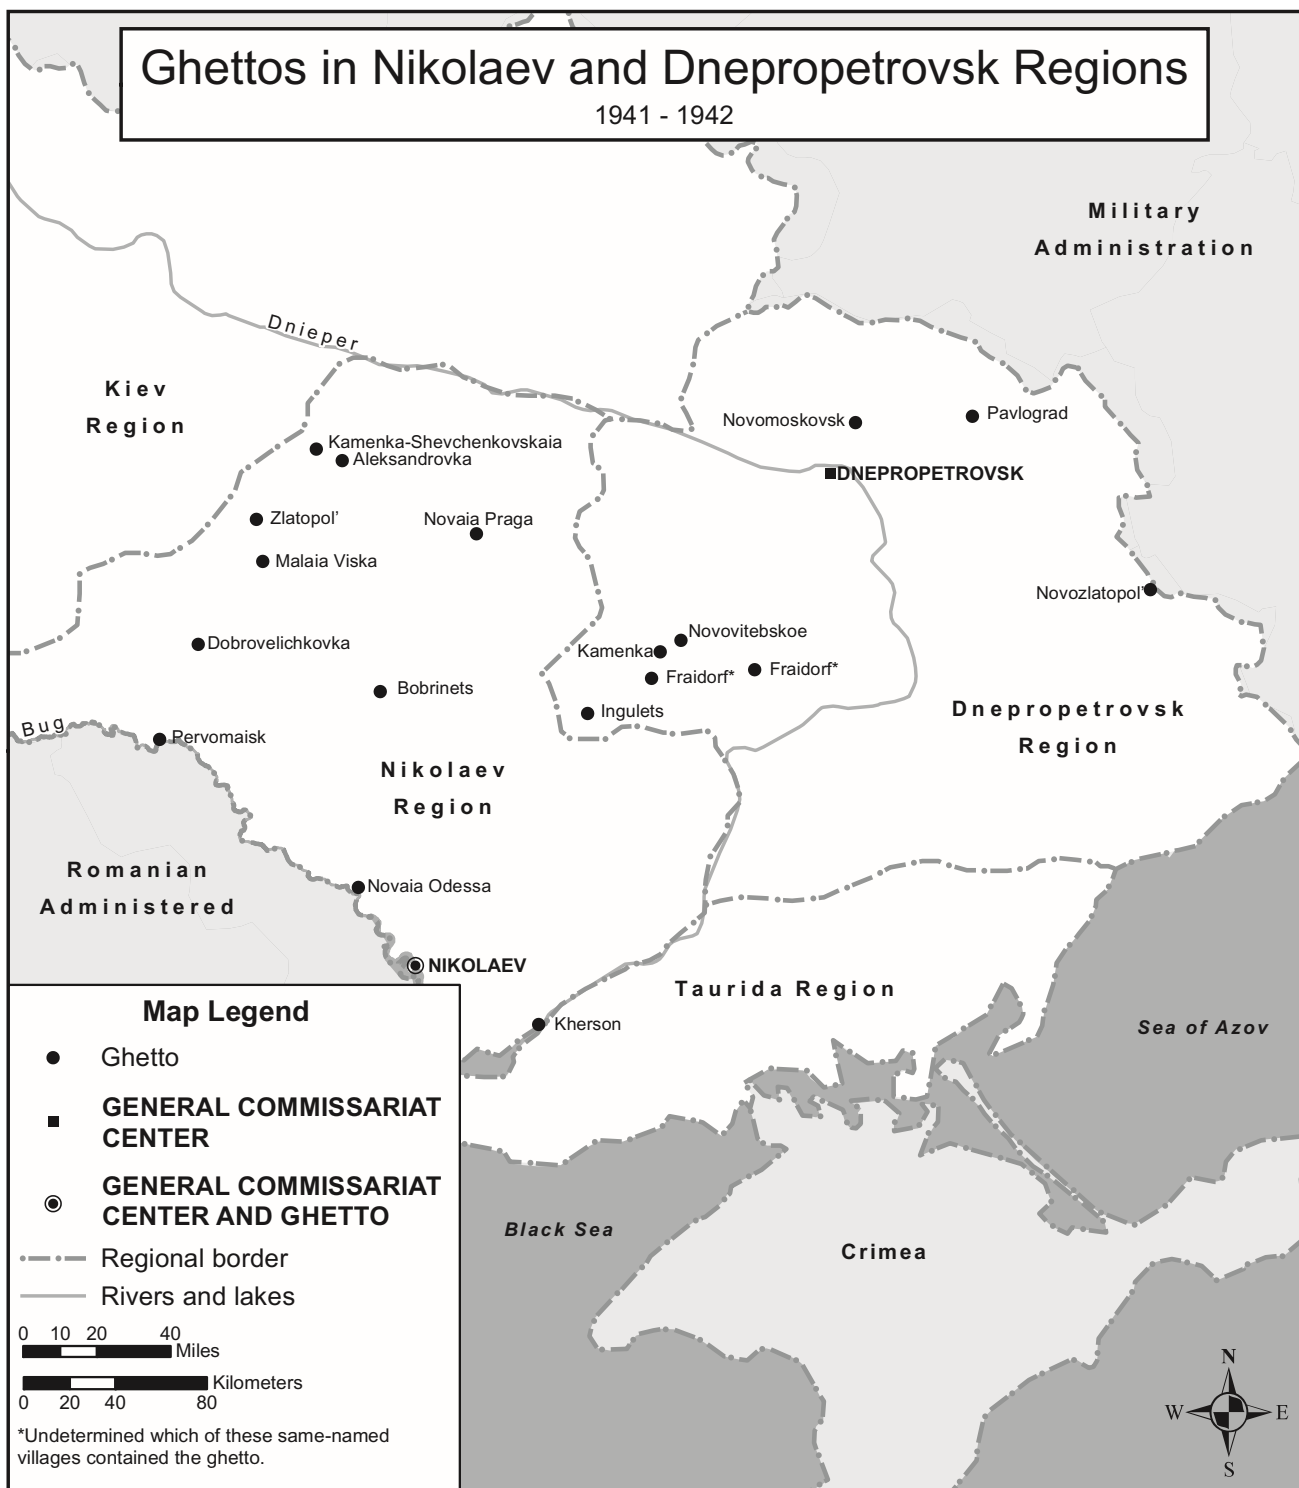 Ghettos in Nikolaev and Dnepropetrovsk Regions
1941 - 1942
Military
Administration
Dnieper
Kiev
Region
Novomoskovsk
Pavlograd
Kamenka-Shevchenkovskaia
Aleksandrovka
DNEPROPETROVSK
Zlatopol’
Novaia Praga
Malaia Viska
Novozlatopol’
Dobrovelichkovka
Novovitebskoe
Kamenka
Fraidorf*
Fraidorf*
Bobrinets
Ingulets
Dnepropetrovsk
Region
Bug
Pervomaisk
Nikolaev
Region
Romanian
Administered
Novaia Odessa
NIKOLAEV
Taurida Region
Kherson
Sea of Azov
Black Sea
Crimea
Map Legend
Ghetto
GENERAL COMMISSARIAT
CENTER
GENERAL COMMISSARIAT
CENTER AND GHETTO
Regional border
Rivers and lakes
0 10 20 40
Miles
Kilometers
0 20 40 80
*Undetermined which of these same-named
villages contained the ghetto.
N
W E
S